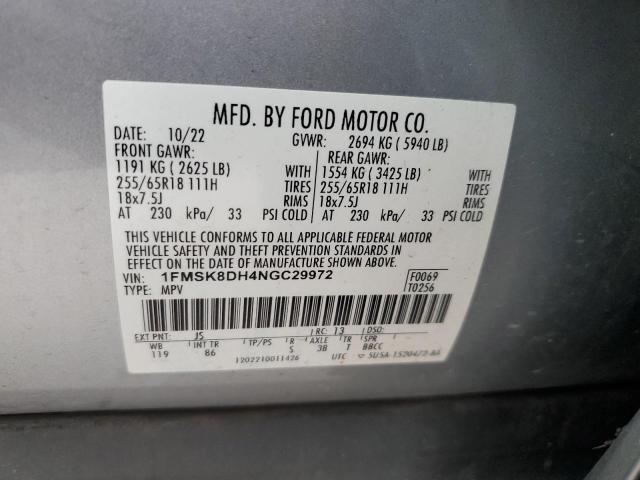 MFD. BY FORD MOTOR CO.
DATE: 10/22 GVWR: 2694 KG ( 5940 LB)
FRONT GAWR: REAR GAWR:
1191 KG ( 2625 LB) WITH 1554 KG ( 3425 LB) WITH
255/65R18 111H TIRES 255/65R18 111H TIRES
18x7.5J RIMS 18x7.5J RIMS
AT 230 kPa/ 33 PSI COLD AT 230 kPa/ 33 PSI COLD
THIS VEHICLE CONFORMS TO ALL APPLICABLE FEDERAL MOTOR
VEHICLE SAFETY AND THEFT PREVENTION STANDARDS IN
EFFECT ON THE DATE OF MANUFACTURE SHOWN ABOVE.
VIN: 1FMSK8DH4NGC29972 F0069
TYPE: MPV T0256
EXT PNT: JS RC: 13 DSO:
WB INT TR TP/PS R AXLE TR SPR
119 86 S 3B T BBCC
1202210011426 UTC